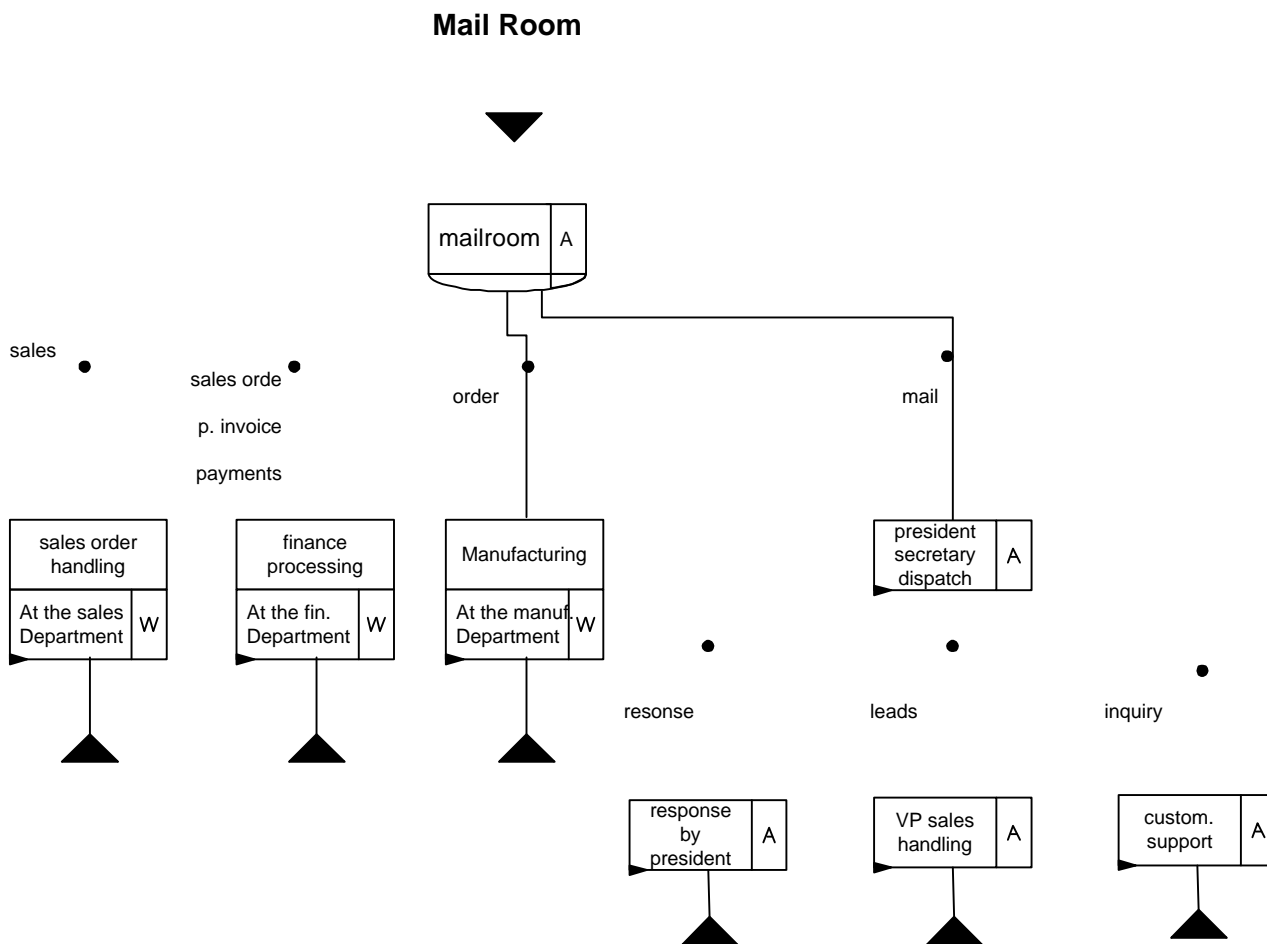 Mail Room
mailroom
A
sales
sales orde
p. invoice
payments
order
mail
sales order
handling
At the sales
Department
W
finance
processing
At the fin.
Department
W
Manufacturing
At the manuf.
Department
W
president
secretary
dispatch
A
resonse
leads
inquiry
response
by
president
A
VP sales
handling
A
custom.
support
A